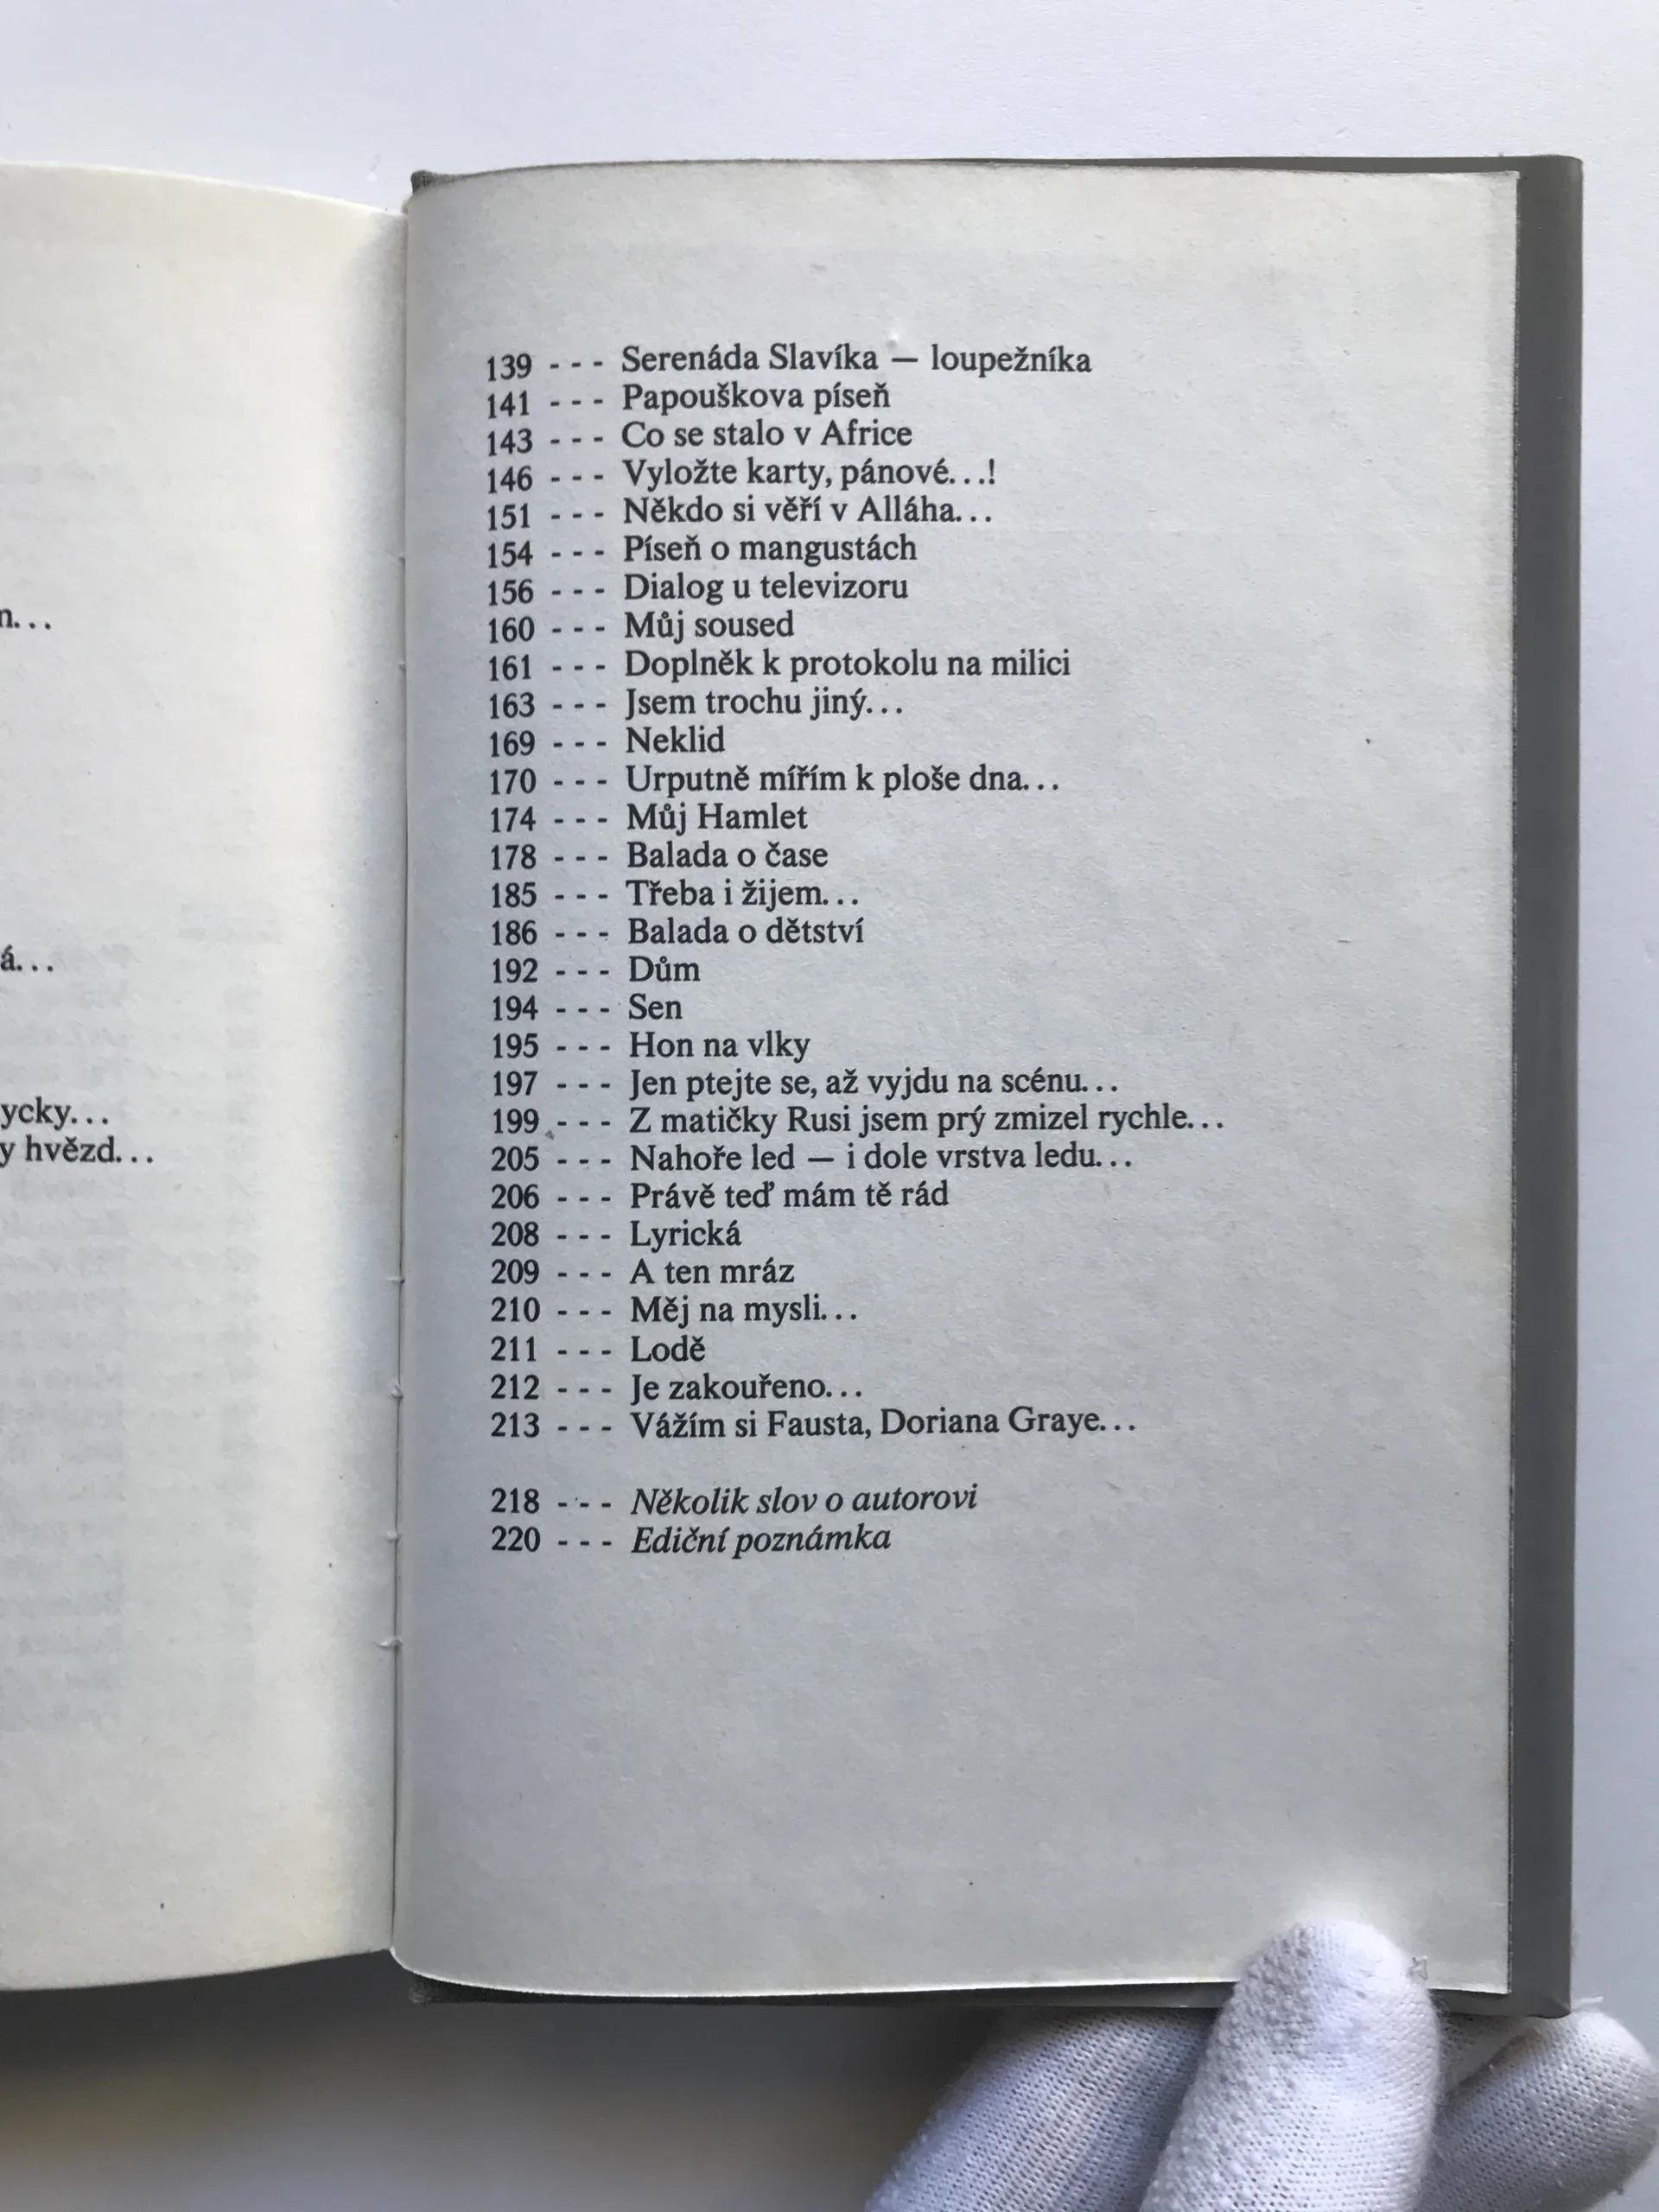 n...
á...
ycky...
y hvězd...
139 --- Serenáda Slavíka — loupežníka
141 --- Papouškova píseň
143 --- Co se stalo v Africe
146 --- Vyložte karty, pánové...!
151 --- Někdo si věří v Alláha...
154 --- Píseň o mangustách
156 --- Dialog u televizoru
160 --- Můj soused
161 --- Doplněk k protokolu na milici
163 --- Jsem trochu jiný...
169 --- Neklid
170 --- Urputně mířím k ploše dna...
174 --- Můj Hamlet
178 --- Balada o čase
185 --- Třeba i žijem...
186 --- Balada o dětství
192 --- Dům
194 --- Sen
195 --- Hon na vlky
197 --- Jen ptejte se, až vyjdu na scénu...
199 --- Z matičky Rusi jsem prý zmizel rychle...
205 --- Nahoře led — i dole vrstva ledu...
206 --- Právě teď mám tě rád
208 --- Lyrická
209 --- A ten mráz
210 --- Měj na mysli...
211 --- Lodě
212 --- Je zakouřeno...
213 --- Vážím si Fausta, Doriana Graye...
218 --- Několik slov o autorovi
220 --- Ediční poznámka